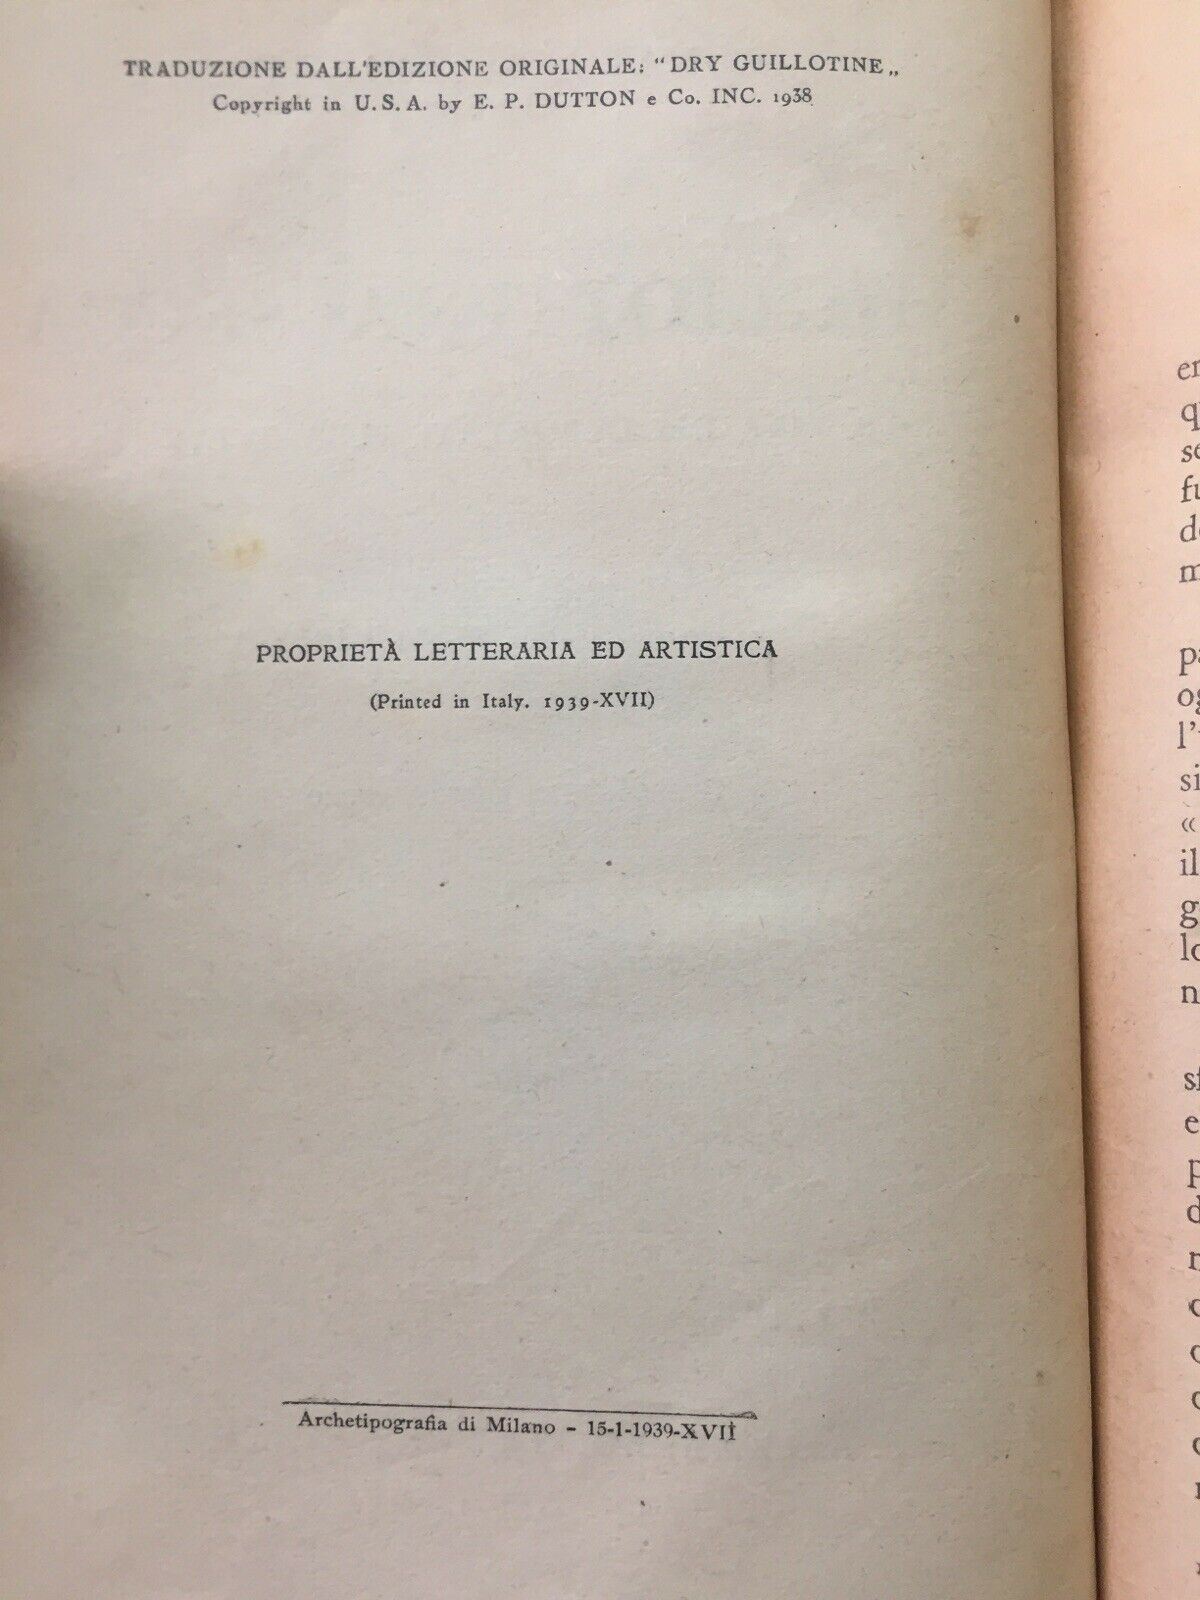 TRADUZIONE DALL'EDIZIONE ORIGINALE: "DRY GUILLOTINE„
Copyright in U. S. A. by E. P. DUTTON e Co. INC. 1938
PROPRIETÀ LETTERARIA ED ARTISTICA
(Printed in Italy. 1939-XVII)
Archetipografia di Milano - 15-1-1939-XVII